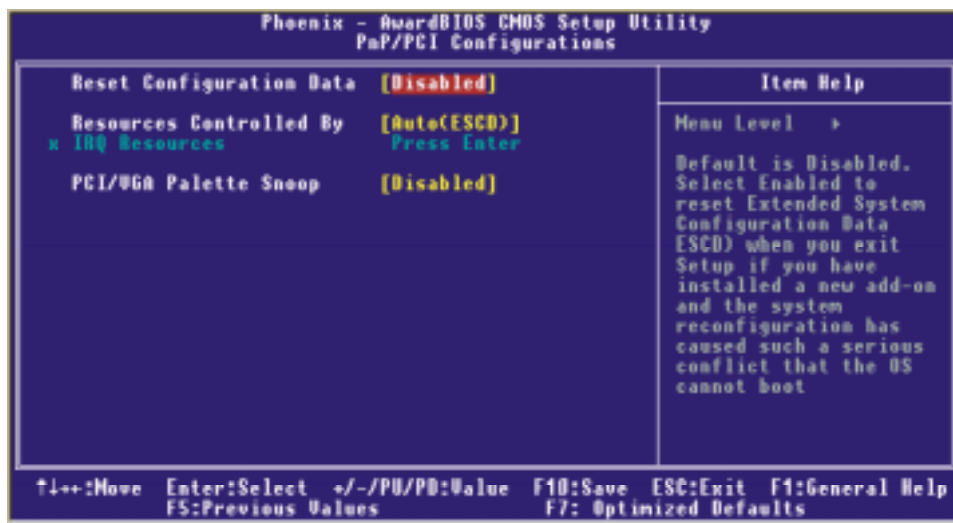 Phoenix - AwardBIOS CMOS Setup Utility
PnP/PCI Configurations
Reset Configuration Data [Disabled]
Resources Controlled By [Auto(ESCD)]
x IRQ Resources Press Enter
PCI/VGA Palette Snoop [Disabled]
Item Help
Menu Level ▸
Default is Disabled.
Select Enabled to
reset Extended System
Configuration Data
ESCD) when you exit
Setup if you have
installed a new add-on
and the system
reconfiguration has
caused such a serious
conflict that the OS
cannot boot
↑↓→←:Move Enter:Select +/-/PU/PD:Value F10:Save ESC:Exit F1:General Help
F5:Previous Values F7: Optimized Defaults